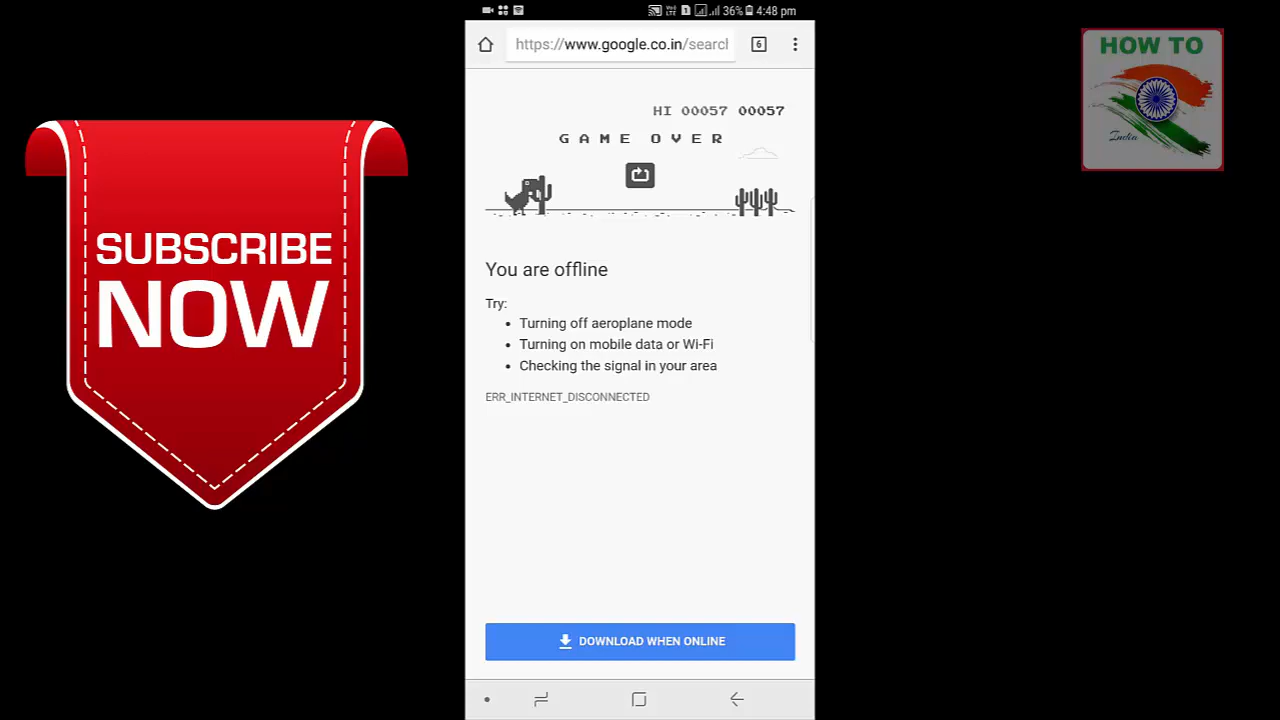 SUBSCRIBE
NOW
36% 4:48 pm
https://www.google.co.in/search
6
HI 00057 00057
GAME OVER
You are offline
Try:
• Turning off aeroplane mode
• Turning on mobile data or Wi-Fi
• Checking the signal in your area
ERR_INTERNET_DISCONNECTED
DOWNLOAD WHEN ONLINE
HOW TO
India